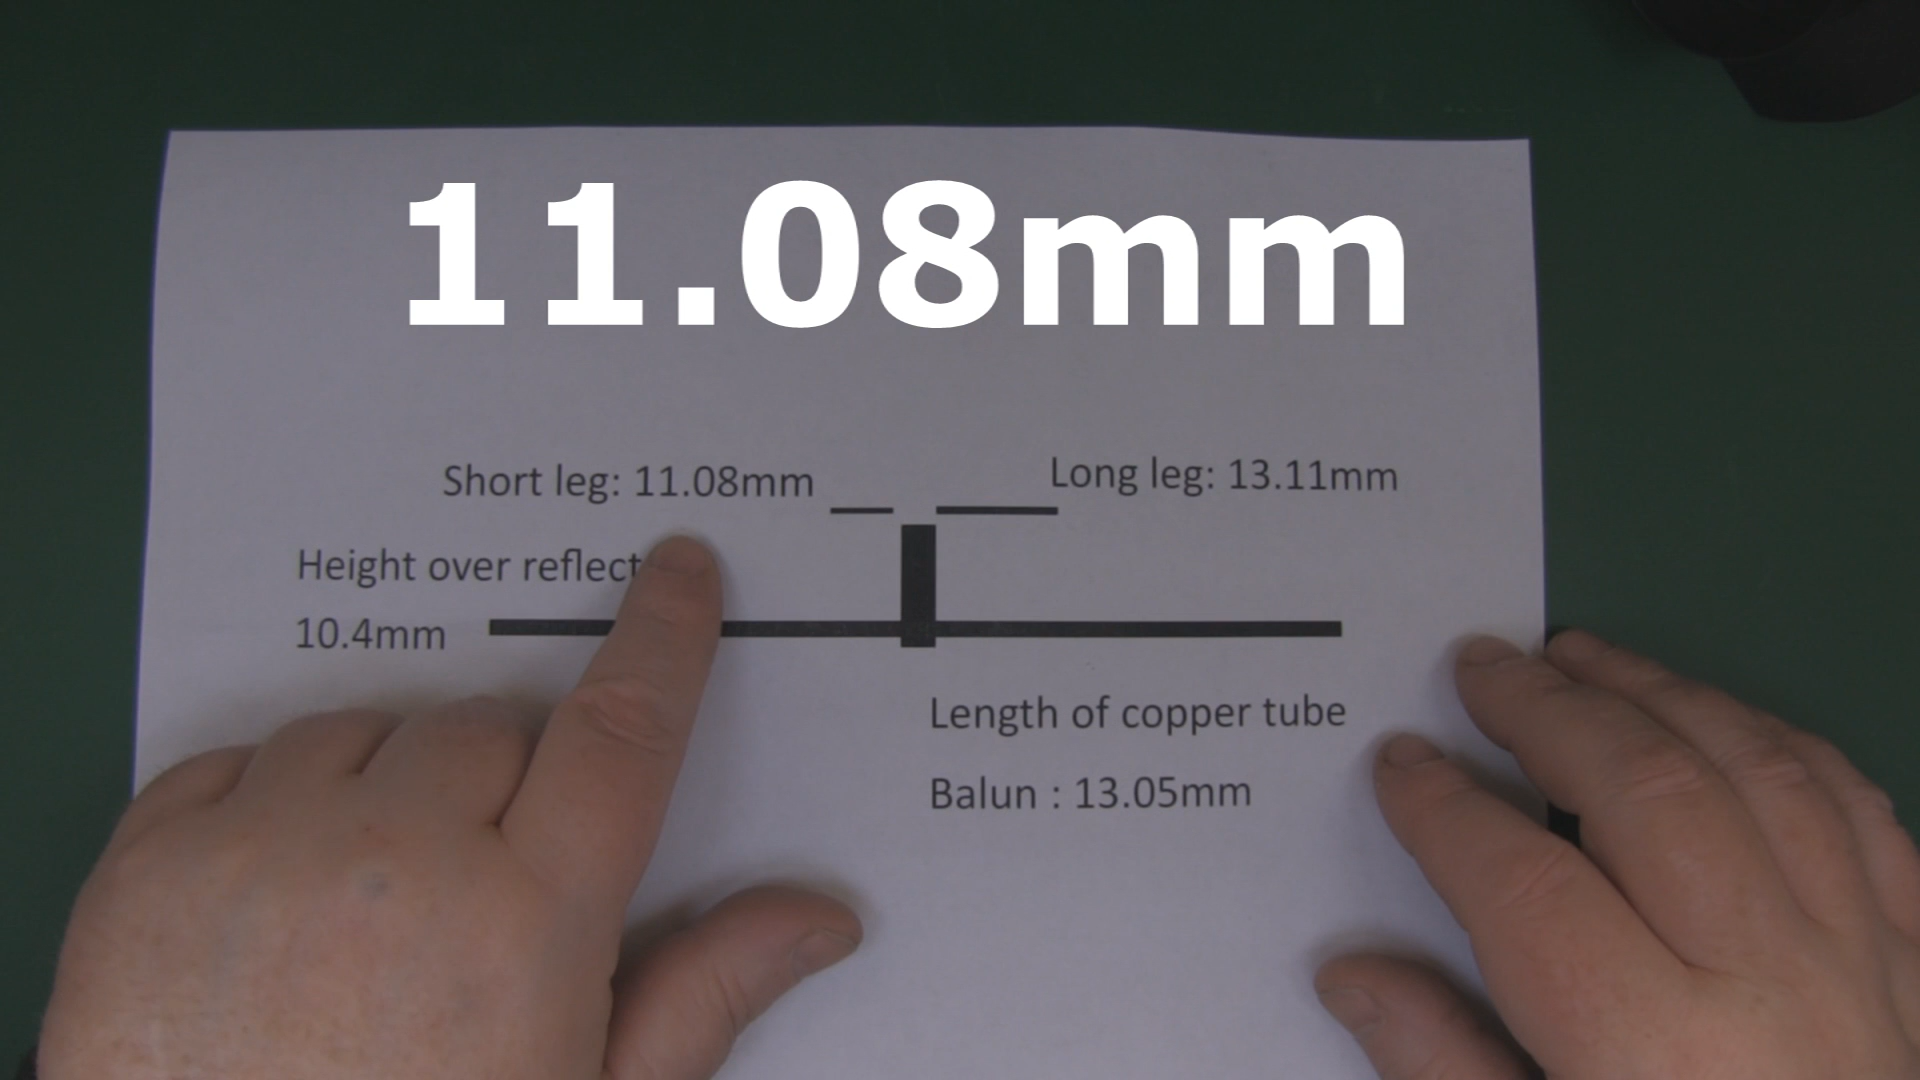 11.08mm
Short leg: 11.08mm
Long leg: 13.11mm
Height over reflect
10.4mm
Length of copper tube
Balun : 13.05mm